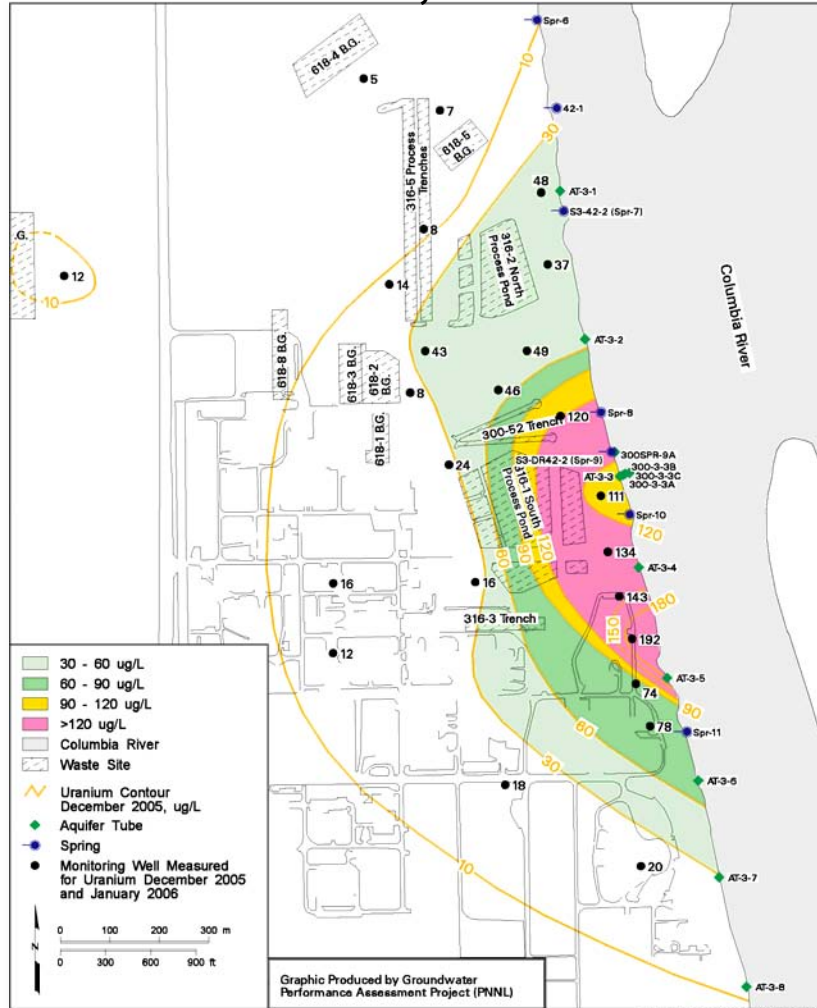 Spr-6
10
618-4 B.G.
5
42-1
7
30
618-5
B.G.
316-5 Process
Trenches
48
AT-3-1
S3-42-2 (Spr-7)
8
316-2 North
Process Pond
.G.
12
10
37
14
Columbia River
AT-3-2
43
49
618-8 B.G.
618-3 B.G.
618-2
B.G.
46
8
Spr-8
120
300-52 Trench
618-1 B.G.
S3-DR42-2 (Spr-9)
300SPR-9A
300-3-3B
AT-3-3
300-3-3C
300-3-3A
24
316-1 South
Process Pond
111
Spr-10
120
60
90
120
134
AT-3-4
16
16
143
180
316-3 Trench
150
192
12
AT-3-5
74
90
78
Spr-11
60
30
AT-3-6
18
10
20
AT-3-7
AT-3-8
30 - 60 ug/L
60 - 90 ug/L
90 - 120 ug/L
>120 ug/L
Columbia River
Waste Site
Uranium Contour
December 2005, ug/L
Aquifer Tube
Spring
Monitoring Well Measured
for Uranium December 2005
and January 2006
N
0 100 200 300 m
0 300 600 900 ft
Graphic Produced by Groundwater
Performance Assessment Project (PNNL)